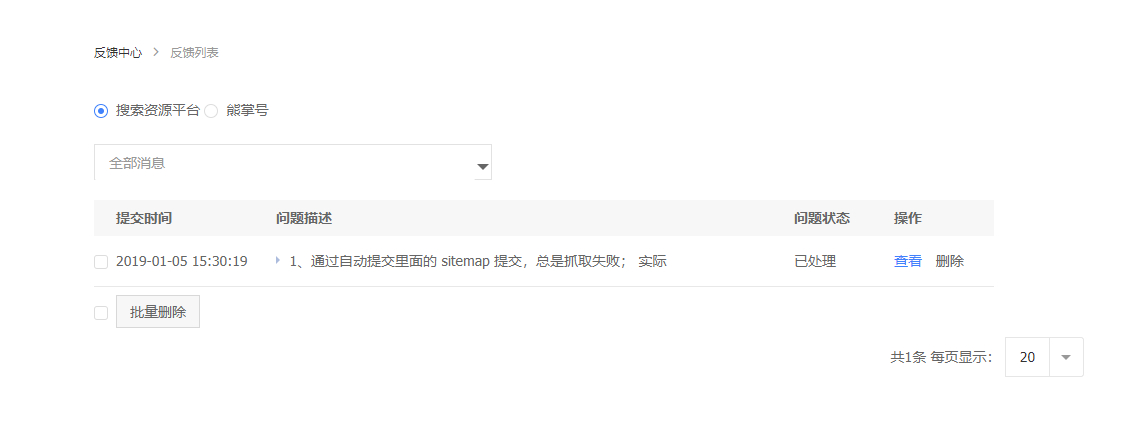 反馈中心 > 反馈列表
搜索资源平台 熊掌号
全部消息
提交时间 问题描述 问题状态 操作
2019-01-05 15:30:19 1、通过自动提交里面的 sitemap 提交，总是抓取失败； 实际 已处理 查看 删除
批量删除
共1条 每页显示： 20